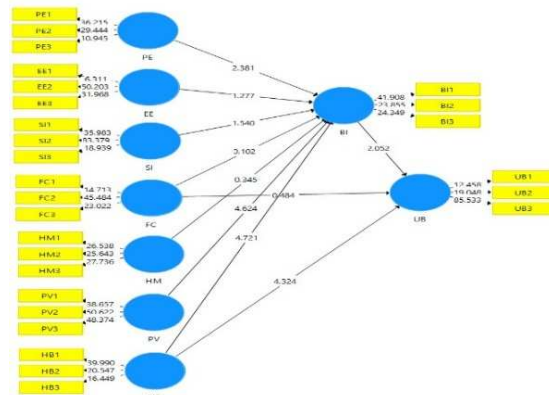 PE1 36.215
PE2 29.444
PE3 10.945
PE
EE1 6.311
EE2 50.203
EE3 31.968
EE
SI1 35.983
SI2 83.379
SI3 18.939
SI
FC1 14.713
FC2 45.484
FC3 23.022
FC
HM1 26.538
HM2 25.643
HM3 27.736
HM
PV1 38.657
PV2 50.622
PV3 48.374
PV
HB1 39.990
HB2 20.547
HB3 16.449
2.381
1.277
1.540
3.102
0.345
4.624
4.721
0.484
4.324
2.052
BI
41.908 BI1
23.855 BI2
24.349 BI3
UB
12.458 UB1
19.048 UB2
85.533 UB3